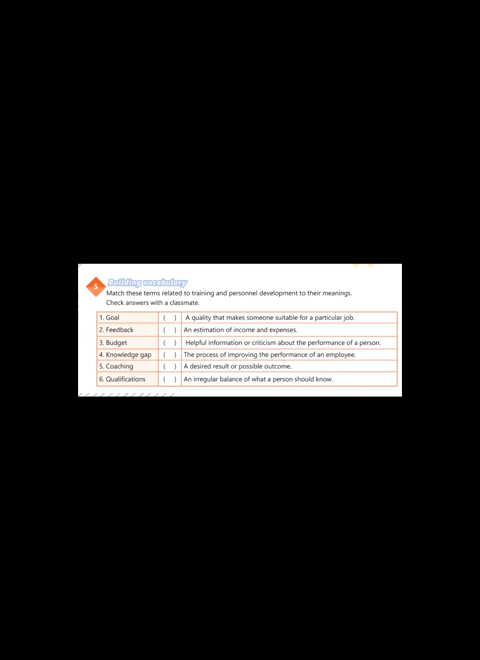 5
Building vocabulary
Match these terms related to training and personnel development to their meanings.
Check answers with a classmate.
1. Goal ( ) A quality that makes someone suitable for a particular job.
2. Feedback ( ) An estimation of income and expenses.
3. Budget ( ) Helpful information or criticism about the performance of a person.
4. Knowledge gap ( ) The process of improving the performance of an employee.
5. Coaching ( ) A desired result or possible outcome.
6. Qualifications ( ) An irregular balance of what a person should know.